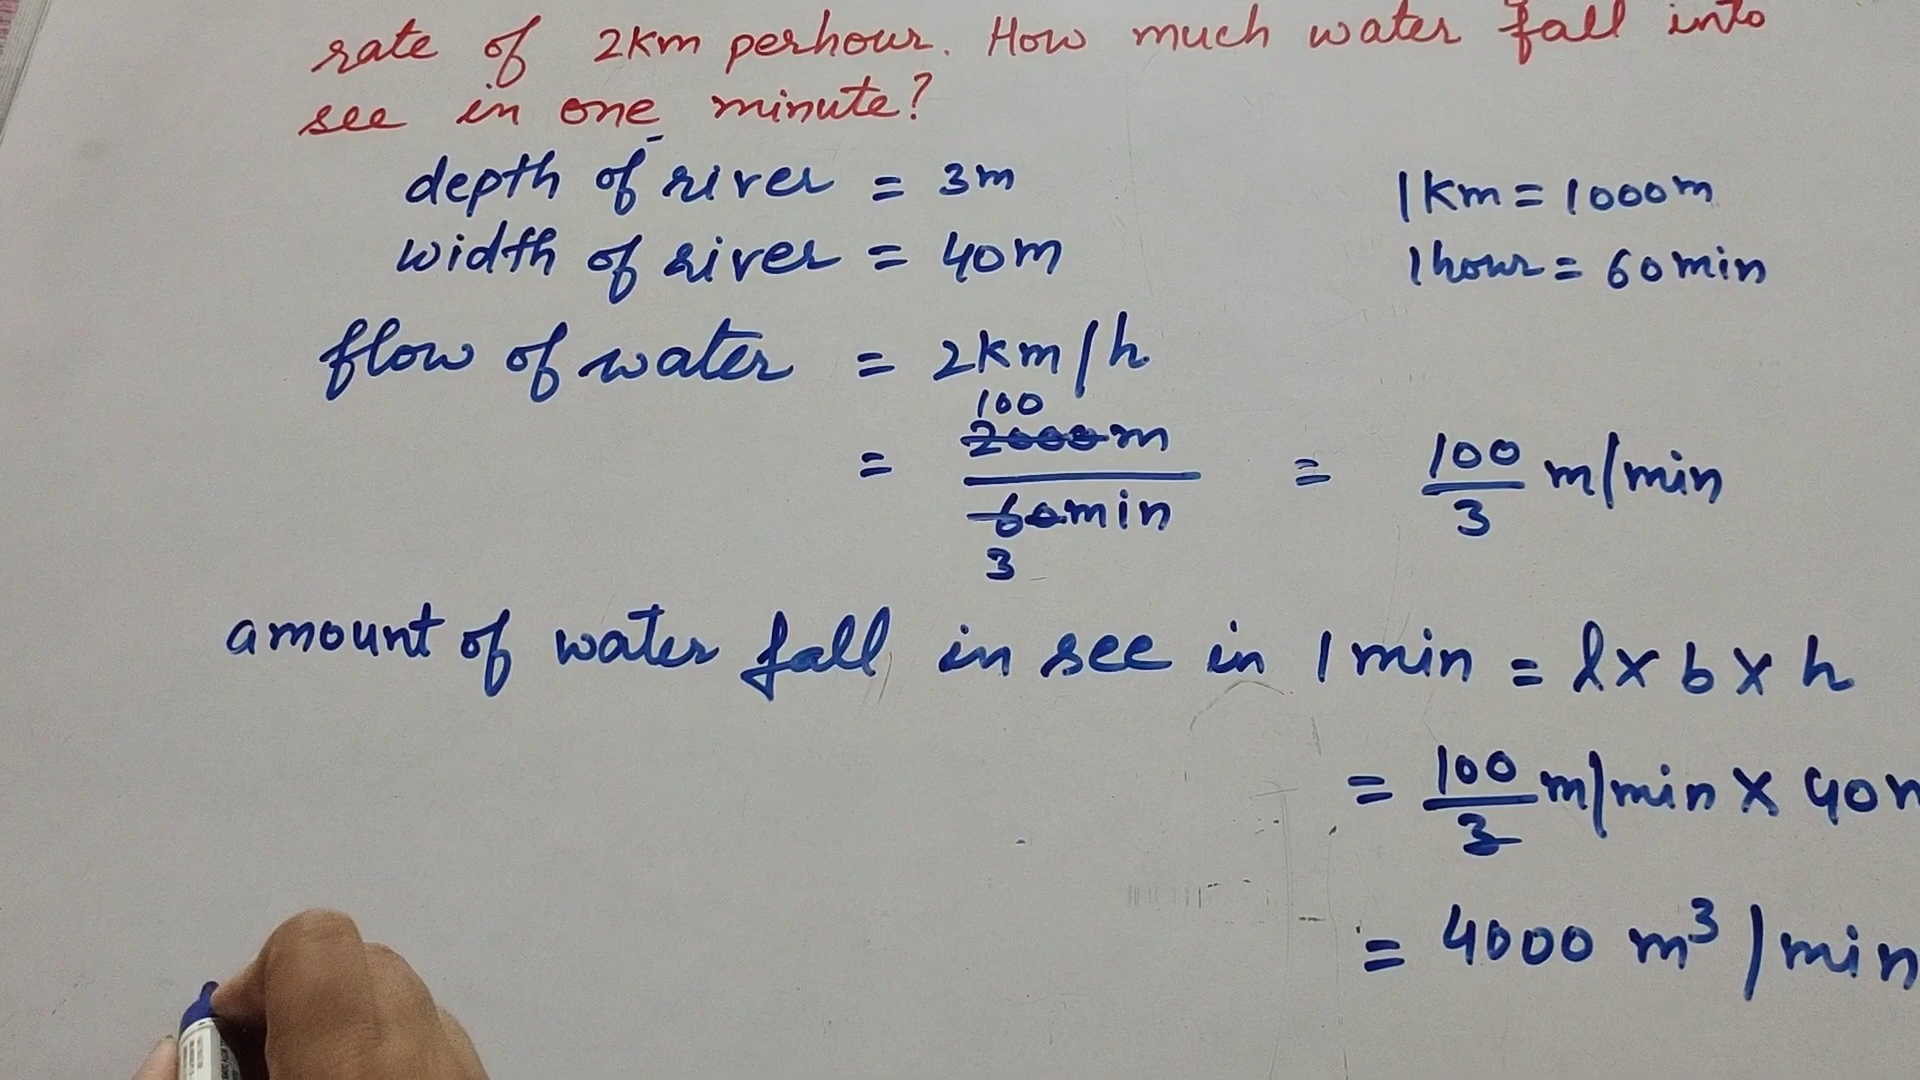 rate of 2km perhour. How much water fall into
see in one minute?
depth of river = 3m
1km = 1000m
width of river = 40m
1hour = 60min
flow of water = 2km/h
100
= 2000m / 60min = 100/3 m/min
3
amount of water fall in see in 1 min = l x b x h
= 100/3 m/min x 40
= 4000 m³/min